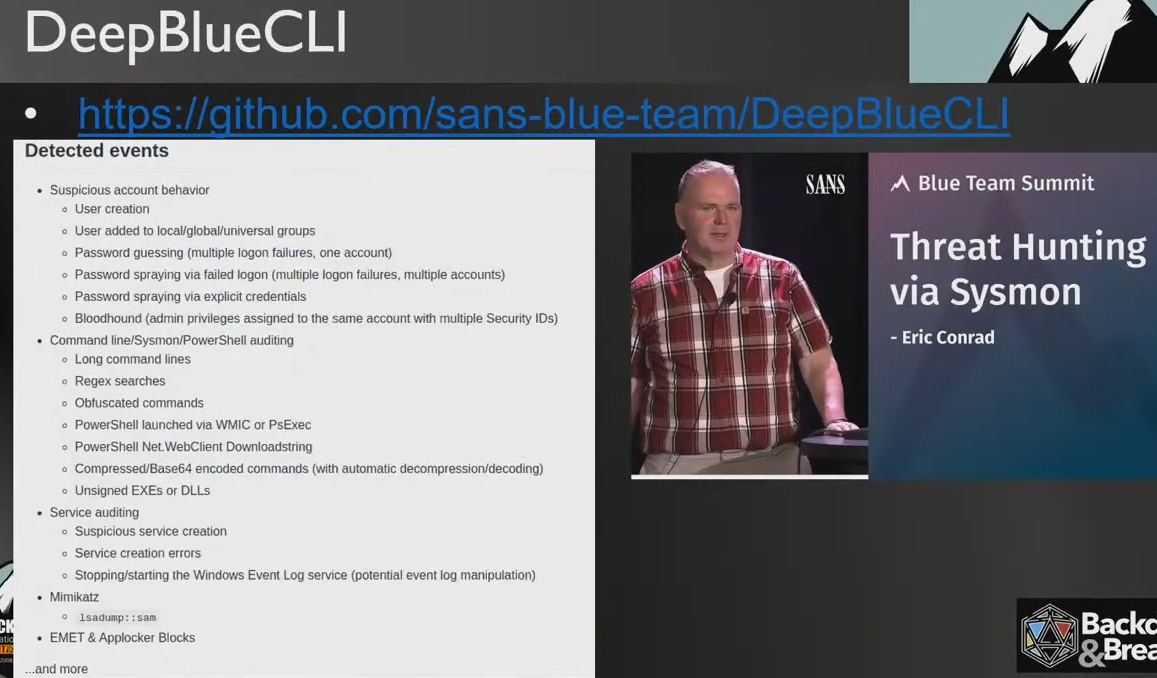 DeepBlueCLI
• https://github.com/sans-blue-team/DeepBlueCLI
Detected events
• Suspicious account behavior
◦ User creation
◦ User added to local/global/universal groups
◦ Password guessing (multiple logon failures, one account)
◦ Password spraying via failed logon (multiple logon failures, multiple accounts)
◦ Password spraying via explicit credentials
◦ Bloodhound (admin privileges assigned to the same account with multiple Security IDs)
• Command line/Sysmon/PowerShell auditing
◦ Long command lines
◦ Regex searches
◦ Obfuscated commands
◦ PowerShell launched via WMIC or PsExec
◦ PowerShell Net.WebClient Downloadstring
◦ Compressed/Base64 encoded commands (with automatic decompression/decoding)
◦ Unsigned EXEs or DLLs
• Service auditing
◦ Suspicious service creation
◦ Service creation errors
◦ Stopping/starting the Windows Event Log service (potential event log manipulation)
• Mimikatz
◦ lsadump::sam
• EMET & Applocker Blocks
...and more
SANS
Blue Team Summit
Threat Hunting
via Sysmon
- Eric Conrad
Backd
&Brea